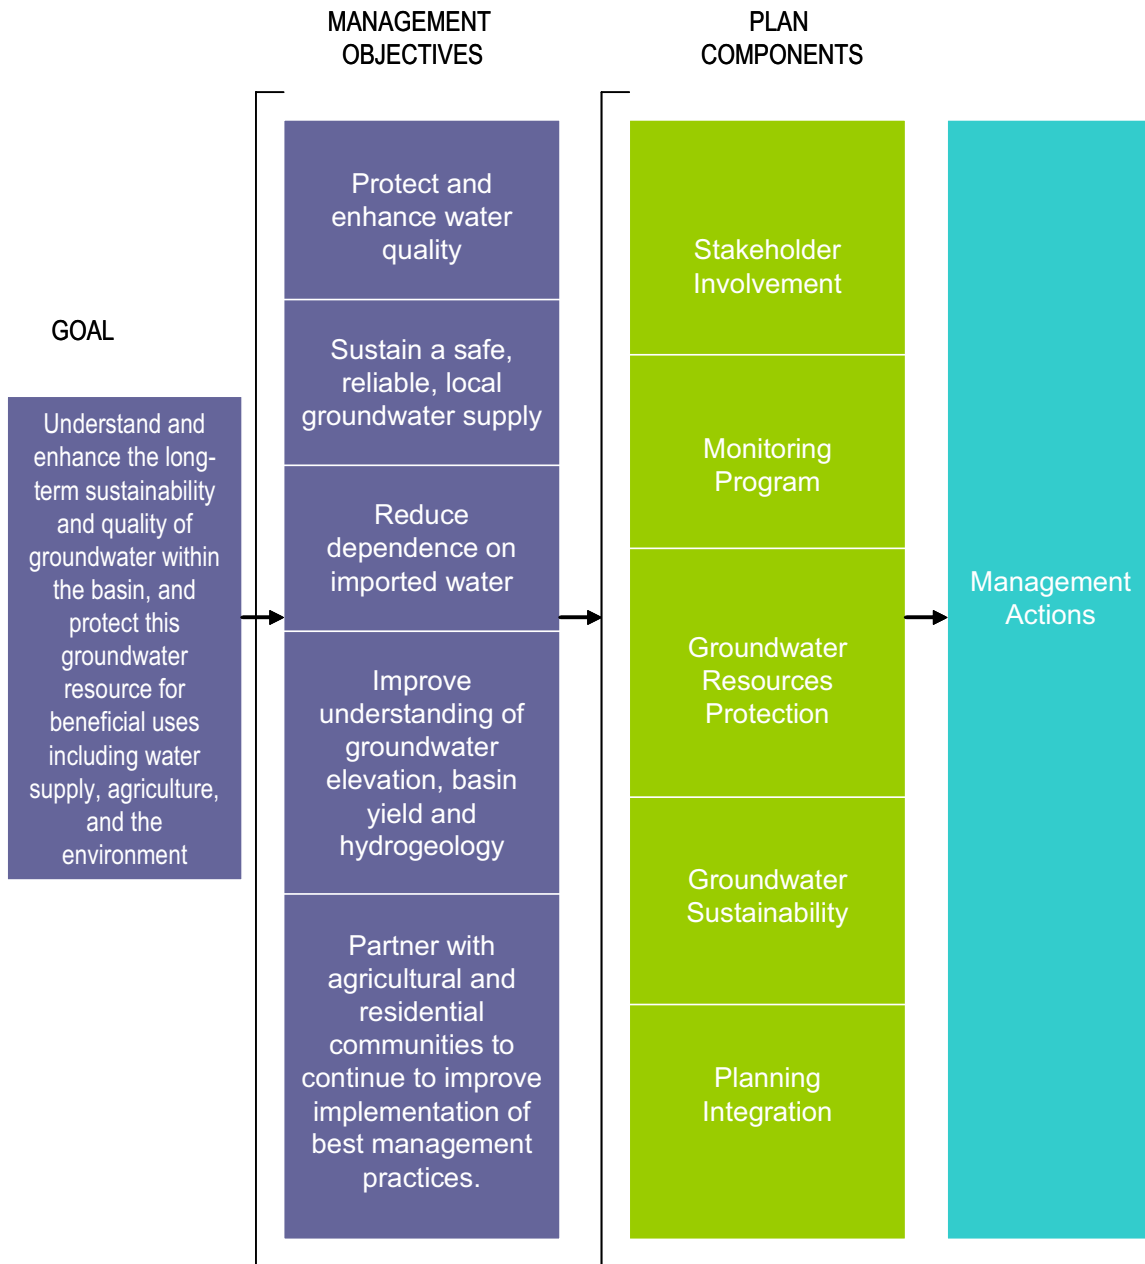 MANAGEMENT
OBJECTIVES
PLAN
COMPONENTS
GOAL
Understand and
enhance the long-
term sustainability
and quality of
groundwater within
the basin, and
protect this
groundwater
resource for
beneficial uses
including water
supply, agriculture,
and the
environment
Protect and
enhance water
quality
Sustain a safe,
reliable, local
groundwater supply
Reduce
dependence on
imported water
Improve
understanding of
groundwater
elevation, basin
yield and
hydrogeology
Partner with
agricultural and
residential
communities to
continue to improve
implementation of
best management
practices.
Stakeholder
Involvement
Monitoring
Program
Groundwater
Resources
Protection
Groundwater
Sustainability
Planning
Integration
Management
Actions